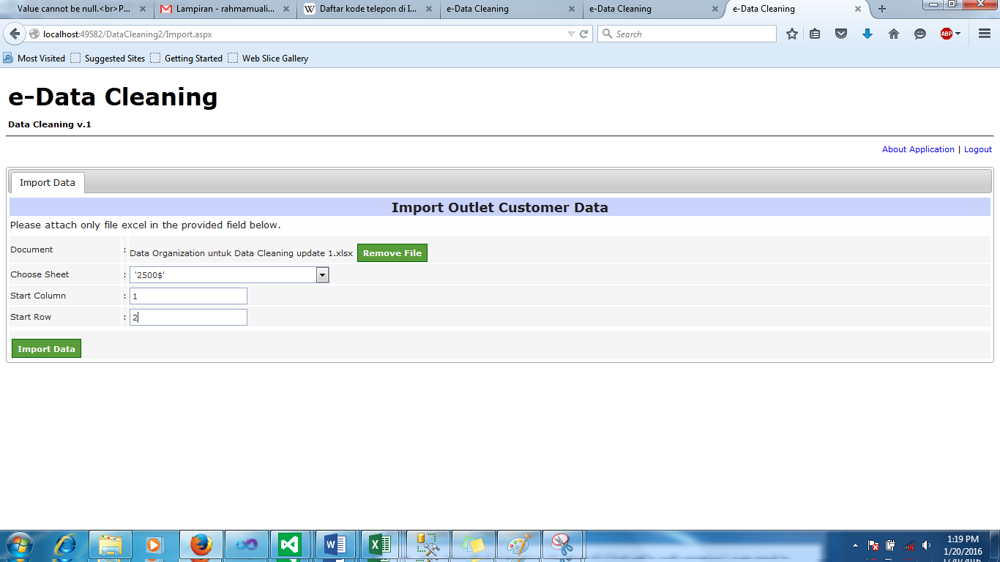 Value cannot be null.<br>P... Lampiran - rahmamuali... Daftar kode telepon di I... e-Data Cleaning e-Data Cleaning e-Data Cleaning
localhost:49582/DataCleaning2/Import.aspx Search ABP
Most Visited Suggested Sites Getting Started Web Slice Gallery
e-Data Cleaning
Data Cleaning v.1
About Application | Logout
Import Data
Import Outlet Customer Data
Please attach only file excel in the provided field below.
Document : Data Organization untuk Data Cleaning update 1.xlsx Remove File
Choose Sheet : '2500$'
Start Column : 1
Start Row : 2
Import Data
1:19 PM
1/20/2016